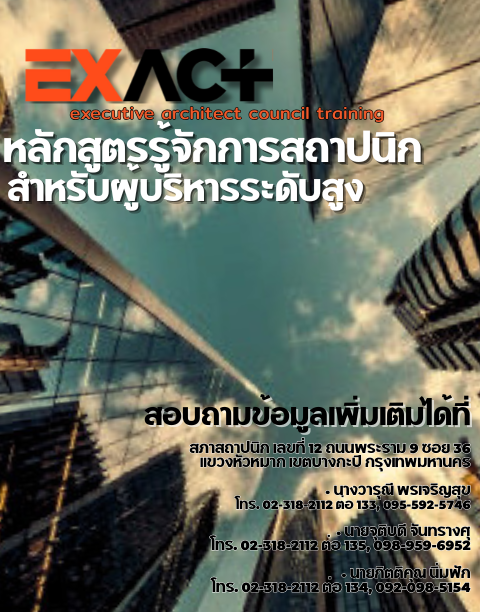 EXACT
executive architect council training
หลักสูตรรู้จักการสถาปนิก
สำหรับผู้บริหารระดับสูง
สอบถามข้อมูลเพิ่มเติมได้ที่
สภาสถาปนิก เลขที่ 12 ถนนพระราม 9 ซอย 36
แขวงหัวหมาก เขตบางกะปิ กรุงเทพมหานคร
• นางวารุณี พรเจริญสุข
โทร. 02-318-2112 ต่อ 133, 095-592-5746
• นายจุติบดี จันทรางศุ
โทร. 02-318-2112 ต่อ 135, 098-959-6952
• นายกิตติคุณ นิ่มฟัก
โทร. 02-318-2112 ต่อ 134, 092-098-5154